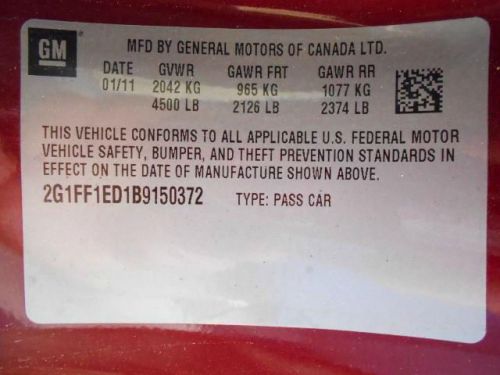 GM
MFD BY GENERAL MOTORS OF CANADA LTD.
DATE GVWR GAWR FRT GAWR RR
01/11 2042 KG 965 KG 1077 KG
4500 LB 2126 LB 2374 LB
THIS VEHICLE CONFORMS TO ALL APPLICABLE U.S. FEDERAL MOTOR
VEHICLE SAFETY, BUMPER, AND THEFT PREVENTION STANDARDS IN
EFFECT ON THE DATE OF MANUFACTURE SHOWN ABOVE.
2G1FF1ED1B9150372 TYPE: PASS CAR